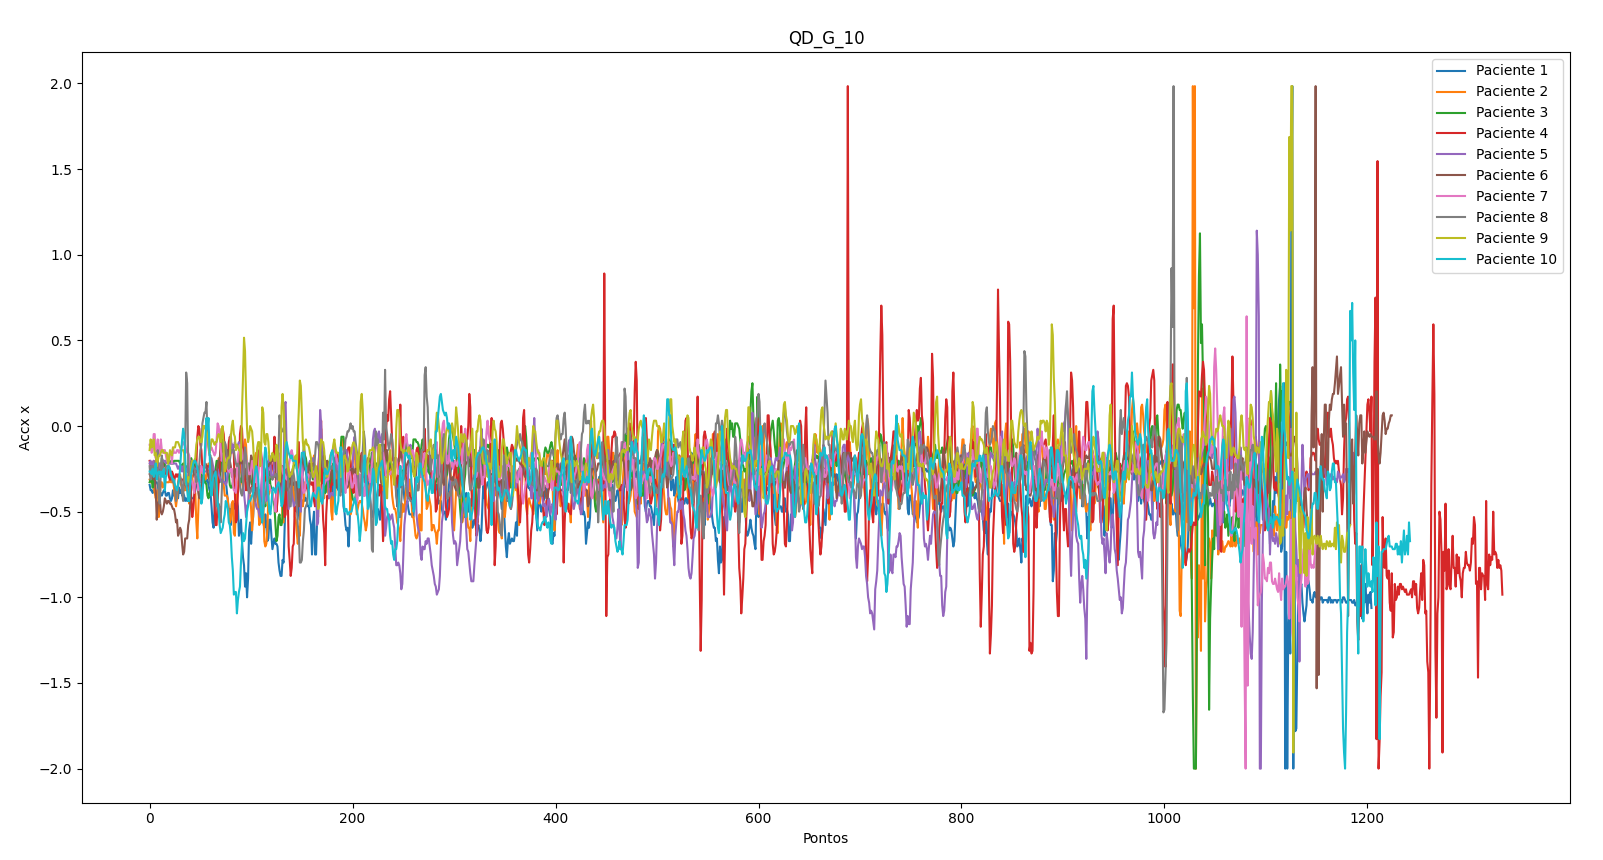 QD_G_10
2.0
1.5
1.0
0.5
0.0
−0.5
−1.0
−1.5
−2.0
Accx x
0
200
400
600
800
1000
1200
Pontos
Paciente 1
Paciente 2
Paciente 3
Paciente 4
Paciente 5
Paciente 6
Paciente 7
Paciente 8
Paciente 9
Paciente 10